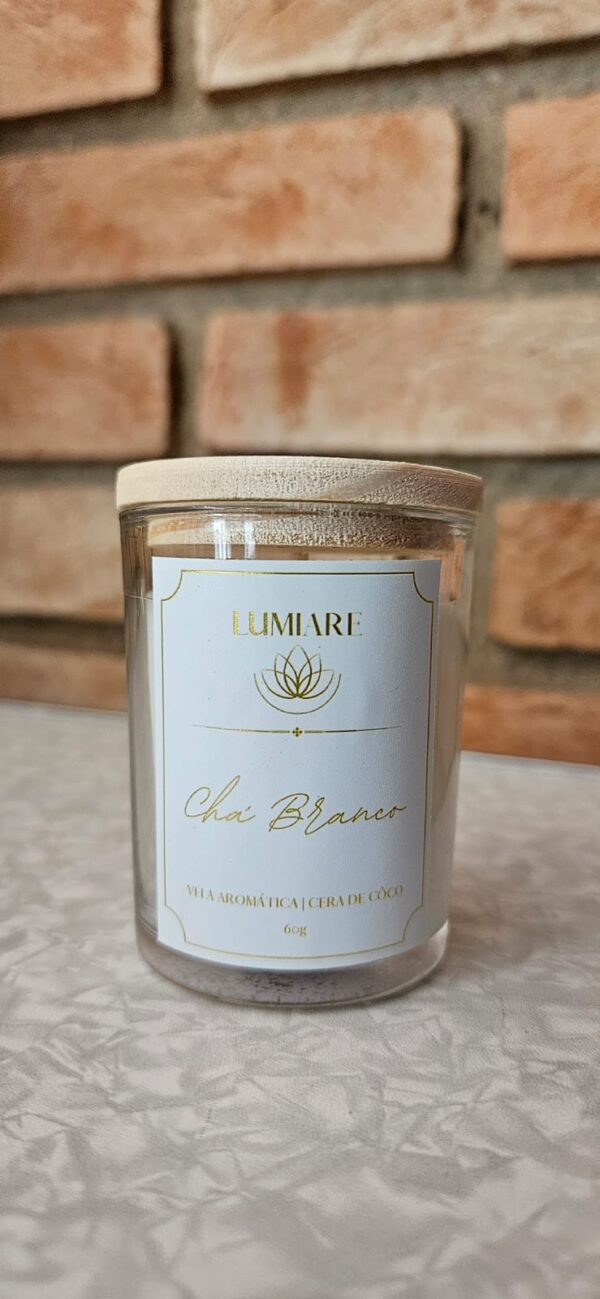 LUMIARE
Chá Branco
VELA AROMÁTICA | CERA DE CÔCO
60g